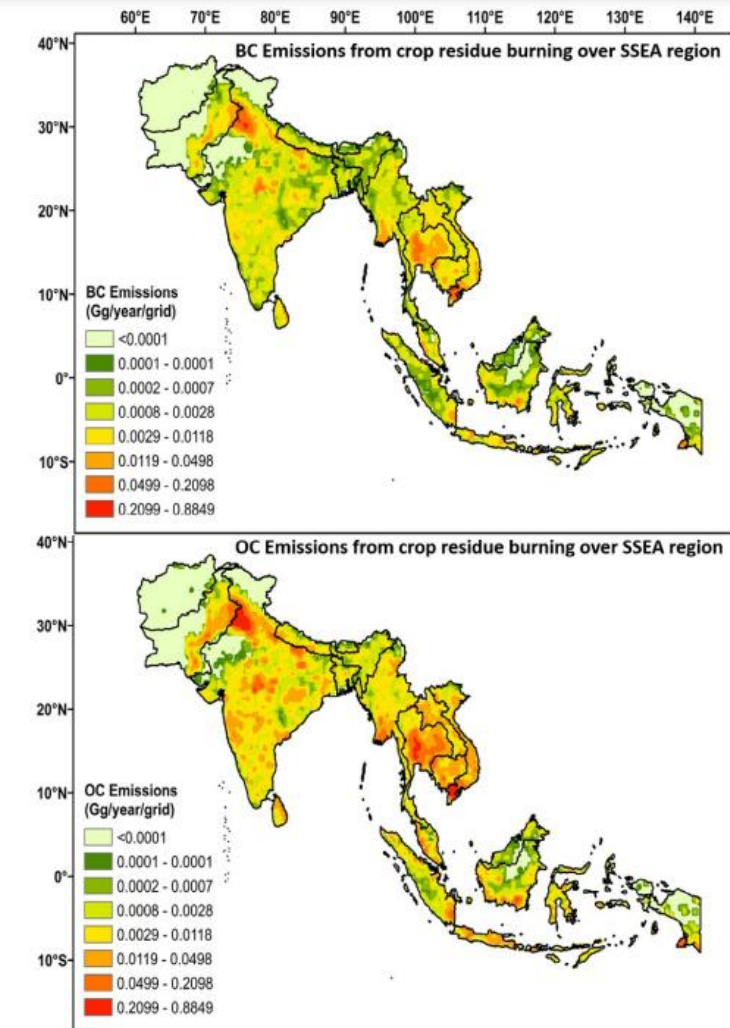 60°E 70°E 80°E 90°E 100°E 110°E 120°E 130°E 140°E
BC Emissions from crop residue burning over SSEA region
40°N
30°N
20°N
10°N
0°
10°S
BC Emissions
(Gg/year/grid)
<0.0001
0.0001 - 0.0001
0.0002 - 0.0007
0.0008 - 0.0028
0.0029 - 0.0118
0.0119 - 0.0498
0.0499 - 0.2098
0.2099 - 0.8849
OC Emissions from crop residue burning over SSEA region
40°N
30°N
20°N
10°N
0°
10°S
OC Emissions
(Gg/year/grid)
<0.0001
0.0001 - 0.0001
0.0002 - 0.0007
0.0008 - 0.0028
0.0029 - 0.0118
0.0119 - 0.0498
0.0499 - 0.2098
0.2099 - 0.8849